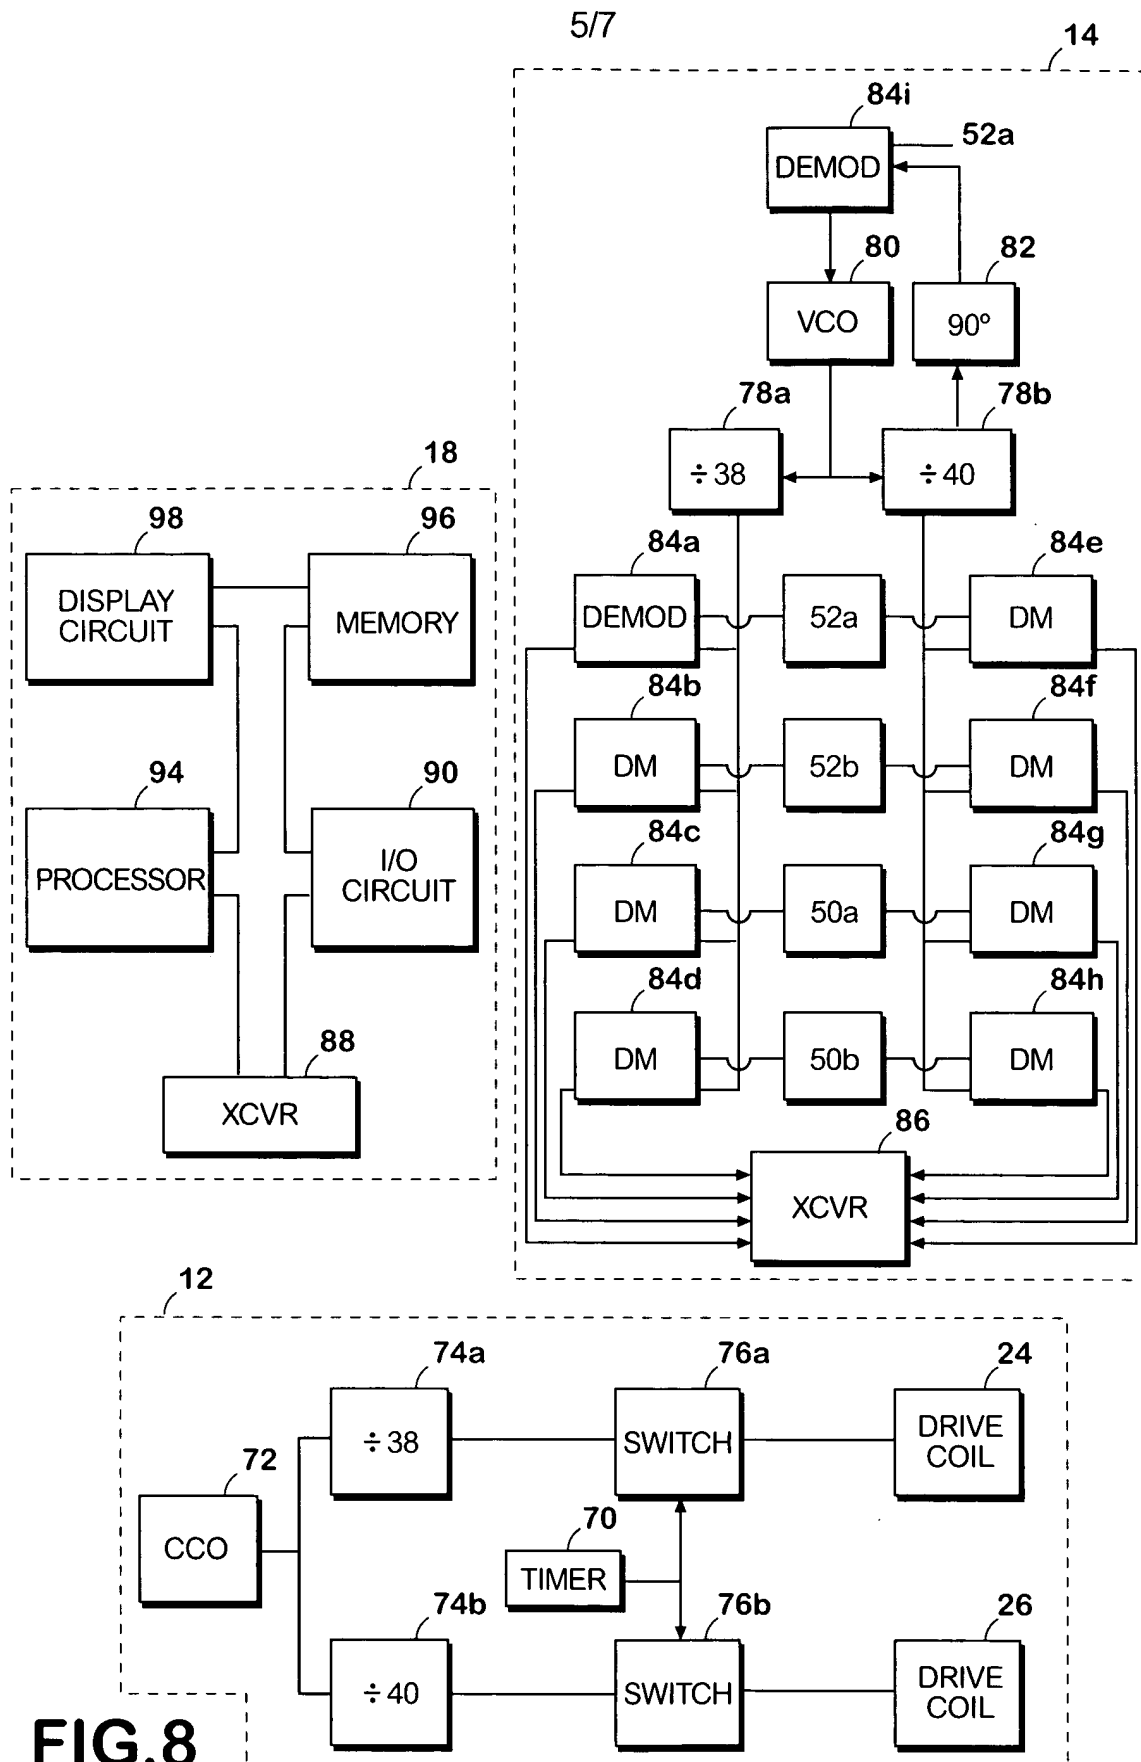 5/7
14
84i
52a
DEMOD
80
82
VCO
90º
78a
78b
÷ 38
÷ 40
18
98
96
DISPLAY
CIRCUIT
MEMORY
94
90
PROCESSOR
I/O
CIRCUIT
88
XCVR
84a
84e
DEMOD
52a
DM
84b
84f
DM
52b
DM
84c
84g
DM
50a
DM
84d
84h
DM
50b
DM
86
XCVR
12
74a
76a
24
÷ 38
SWITCH
DRIVE
COIL
72
CCO
70
TIMER
74b
76b
26
÷ 40
SWITCH
DRIVE
COIL
FIG.8